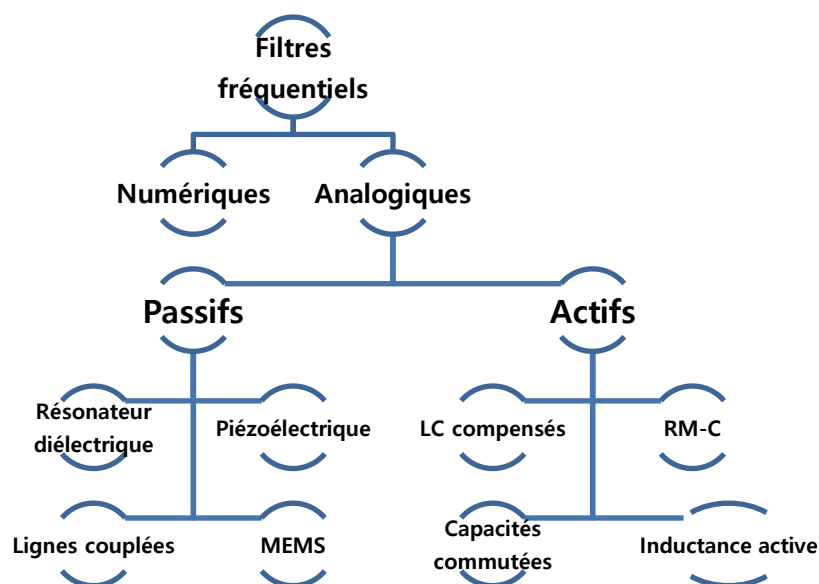 Filtres
fréquentiels
Numériques
Analogiques
Passifs
Actifs
Résonateur
diélectrique
Piézoélectrique
LC compensés
RM-C
Lignes couplées
MEMS
Capacités
commutées
Inductance active